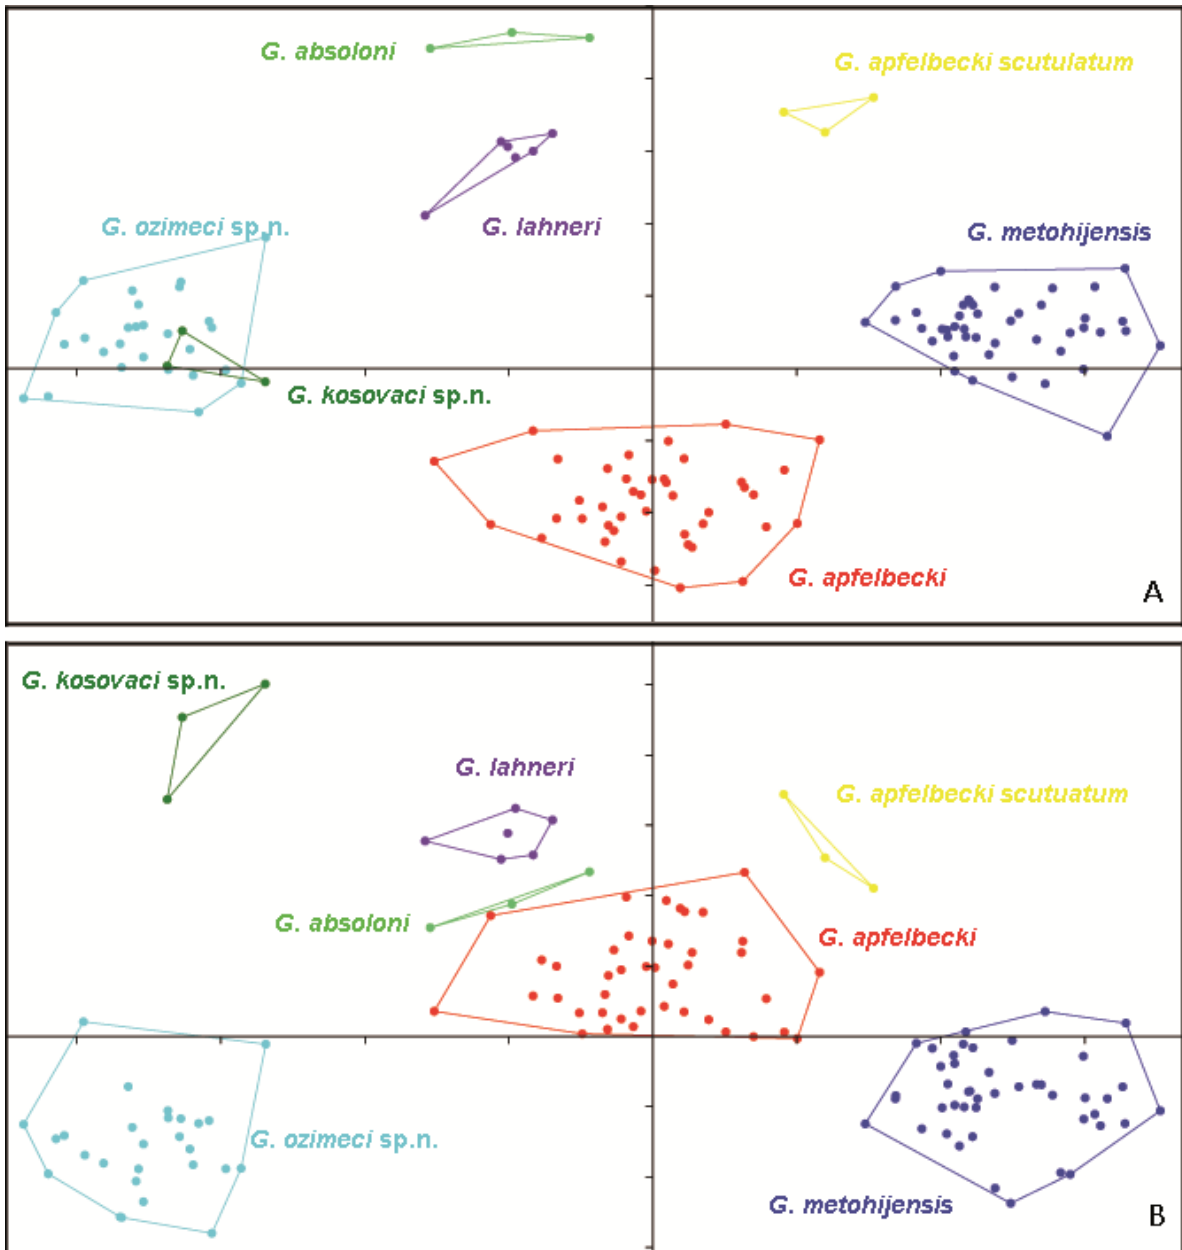 G. absoloni
G. apfelbecki scutulatum
G. ozimeci sp.n.
G. lahneri
G. metohijensis
G. kosovaci sp.n.
G. apfelbecki
A
G. kosovaci sp.n.
G. lahneri
G. apfelbecki scutuatum
G. absoloni
G. apfelbecki
G. ozimeci sp.n.
G. metohijensis
B